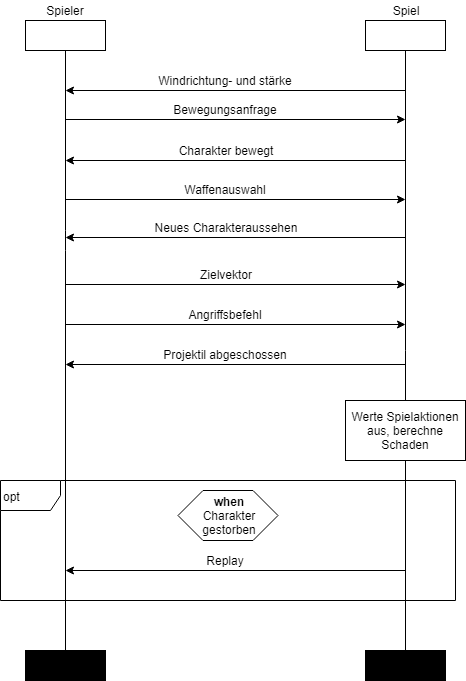 Spieler
Spiel
Windrichtung- und stärke
Bewegungsanfrage
Charakter bewegt
Waffenauswahl
Neues Charakteraussehen
Zielvektor
Angriffsbefehl
Projektil abgeschossen
Werte Spielaktionen
aus, berechne
Schaden
opt
when
Charakter
gestorben
Replay